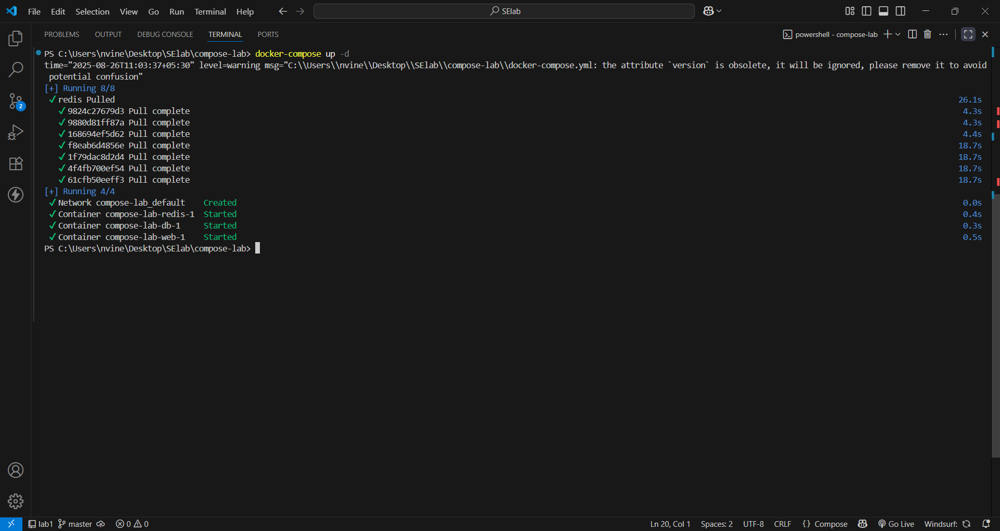 File Edit Selection View Go Run Terminal Help SElab
PROBLEMS OUTPUT DEBUG CONSOLE TERMINAL PORTS powershell - compose-lab
PS C:\Users\nvine\Desktop\SElab\compose-lab> docker-compose up -d
time="2025-08-26T11:03:37+05:30" level=warning msg="C:\\Users\\nvine\\Desktop\\SElab\\compose-lab\\docker-compose.yml: the attribute `version` is obsolete, it will be ignored, please remove it to avoid
potential confusion"
[+] Running 8/8
✓ redis Pulled 26.1s
✓ 9824c27679d3 Pull complete 4.3s
✓ 9880d81ff87a Pull complete 4.3s
✓ 168694ef5d62 Pull complete 4.4s
✓ f8eab6d4856e Pull complete 18.7s
✓ 1f79dac8d2d4 Pull complete 18.7s
✓ 4f4fb700ef54 Pull complete 18.7s
✓ 61cfb50eeff3 Pull complete 18.7s
[+] Running 4/4
✓ Network compose-lab_default Created 0.0s
✓ Container compose-lab-redis-1 Started 0.4s
✓ Container compose-lab-db-1 Started 0.3s
✓ Container compose-lab-web-1 Started 0.5s
PS C:\Users\nvine\Desktop\SElab\compose-lab>
2
lab1 master 0 0 Ln 20, Col 1 Spaces: 2 UTF-8 CRLF {} Compose Go Live Windsurf: